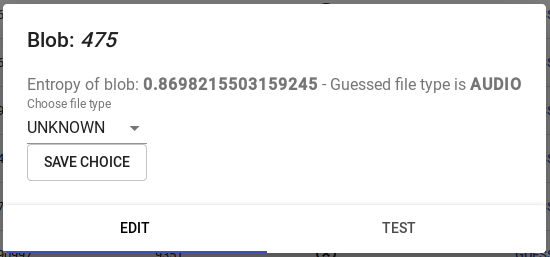 Blob: 475
Entropy of blob: 0.8698215503159245 - Guessed file type is AUDIO
Choose file type
UNKNOWN
SAVE CHOICE
EDIT TEST